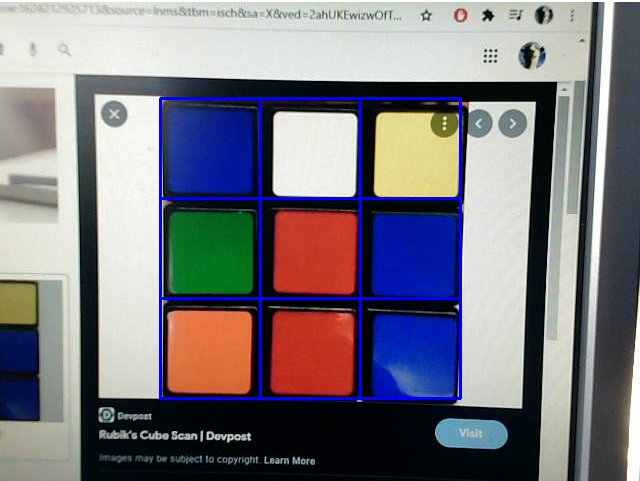 1624212925713&source=lnms&tbm=isch&sa=X&ved=2ahUKEwizwOfT...
Devpost
Rubik's Cube Scan | Devpost
Visit
Images may be subject to copyright. Learn More